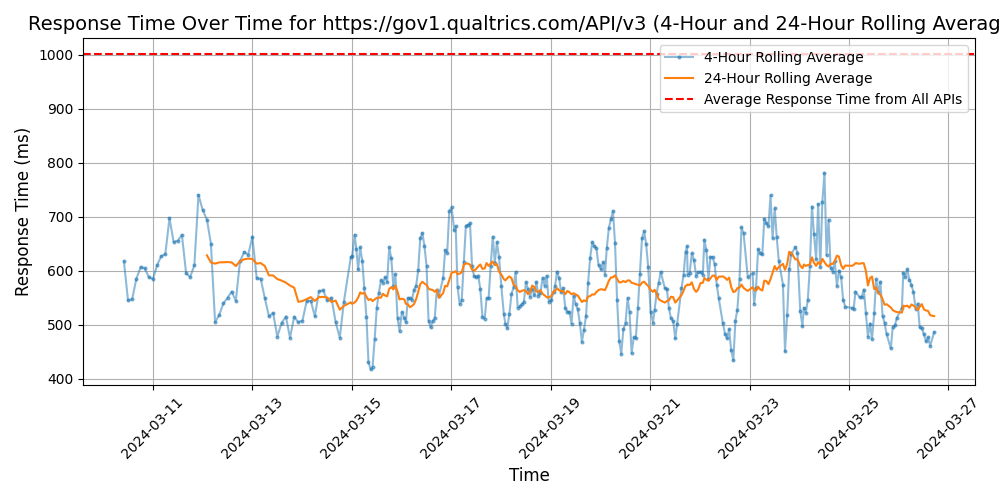 Response Time Over Time for https://gov1.qualtrics.com/API/v3 (4-Hour and 24-Hour Rolling Averag
4-Hour Rolling Average
24-Hour Rolling Average
Average Response Time from All APIs
Response Time (ms)
1000
900
800
700
600
500
400
2024-03-11
2024-03-13
2024-03-15
2024-03-17
2024-03-19
2024-03-21
2024-03-23
2024-03-25
2024-03-27
Time